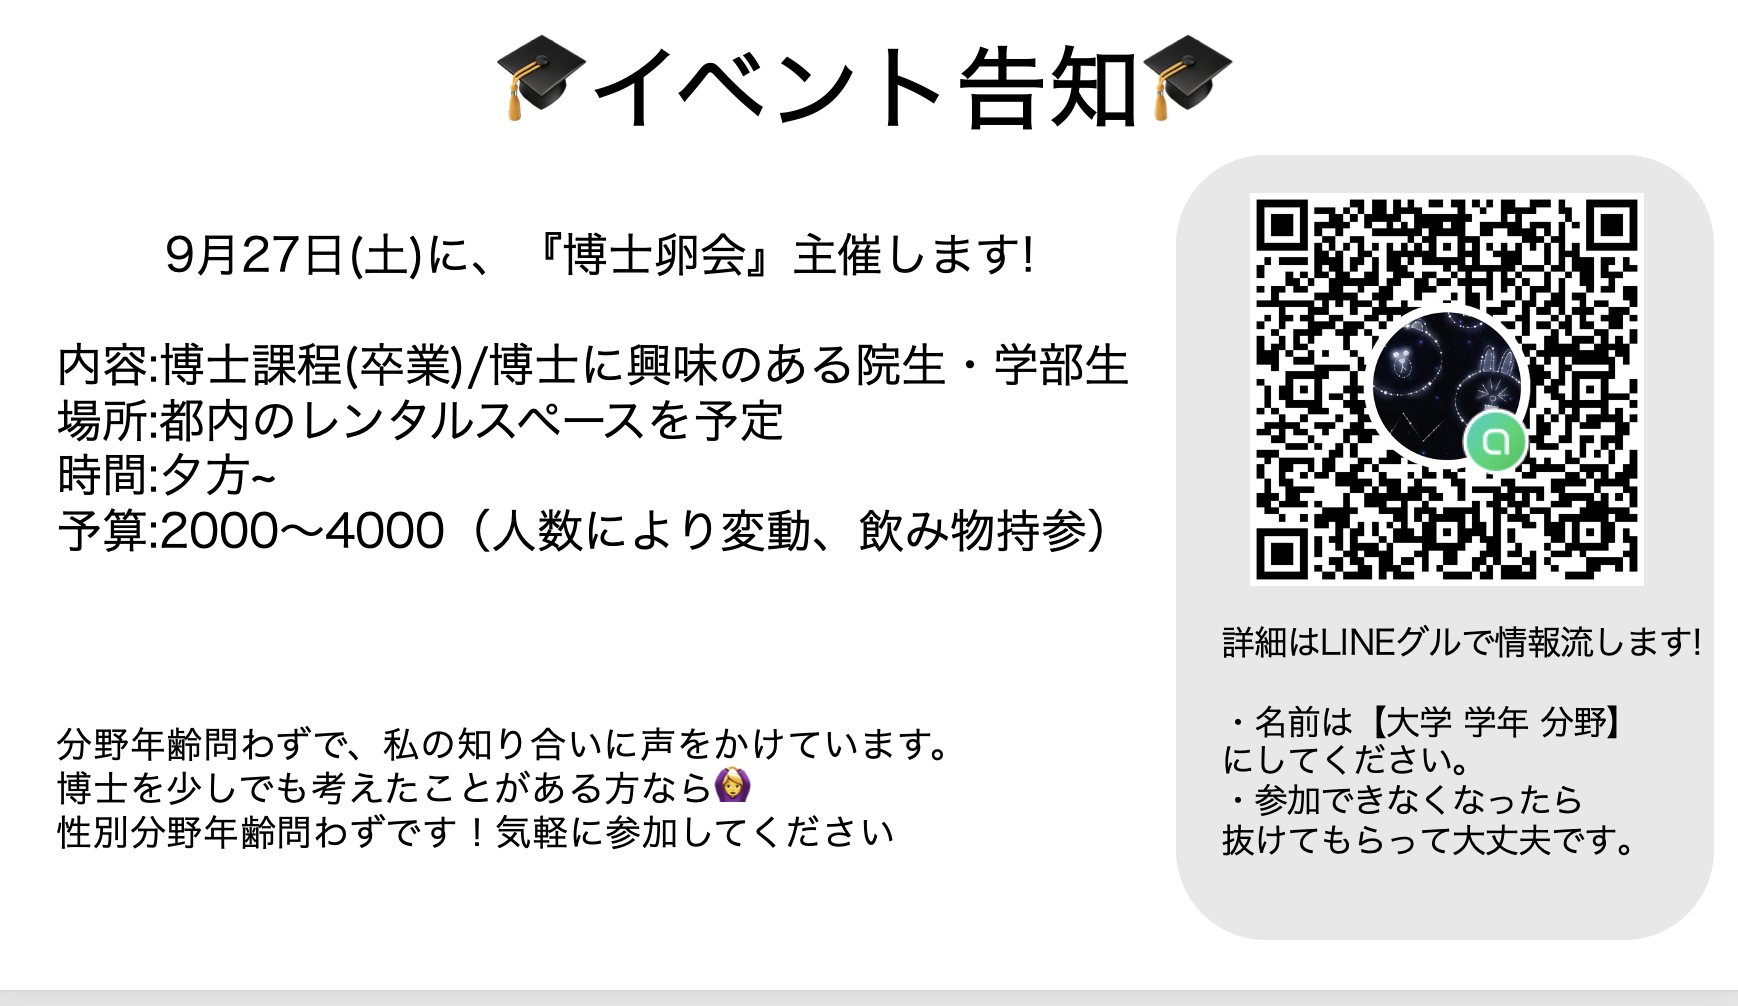 🎓イベント告知🎓
9月27日(土)に、『博士卵会』主催します!
内容:博士課程(卒業)/博士に興味のある院生・学部生
場所:都内のレンタルスペースを予定
時間:夕方~
予算:2000〜4000（人数により変動、飲み物持参）
分野年齢問わずで、私の知り合いに声をかけています。
博士を少しでも考えたことがある方なら🙆‍♀️
性別分野年齢問わずです！気軽に参加してください
詳細はLINEグルで情報流します!
・名前は【大学 学年 分野】
にしてください。
・参加できなくなったら
抜けてもらって大丈夫です。